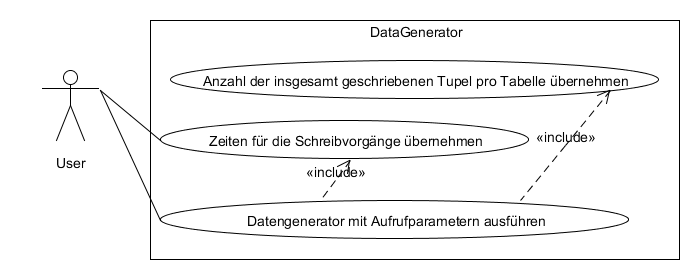 DataGenerator
Anzahl der insgesamt geschriebenen Tupel pro Tabelle übernehmen
«include»
Zeiten für die Schreibvorgänge übernehmen
User
«include»
Datengenerator mit Aufrufparametern ausführen